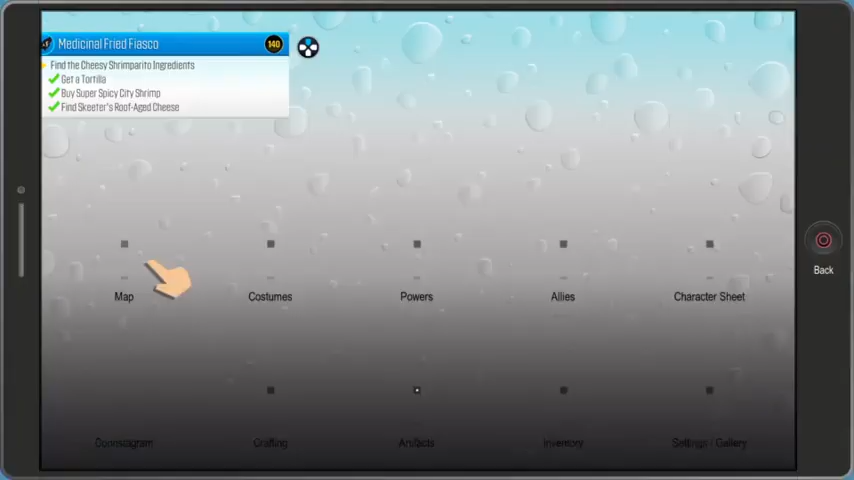 Medicinal Fried Fiasco 140
Find the Cheesy Shrimparito Ingredients
Get a Tortilla
Buy Super Spicy City Shrimp
Find Skeeter's Roof-Aged Cheese
Back
Map Costumes Powers Allies Character Sheet
Coonstagram Crafting Artifacts Inventory Settings / Gallery